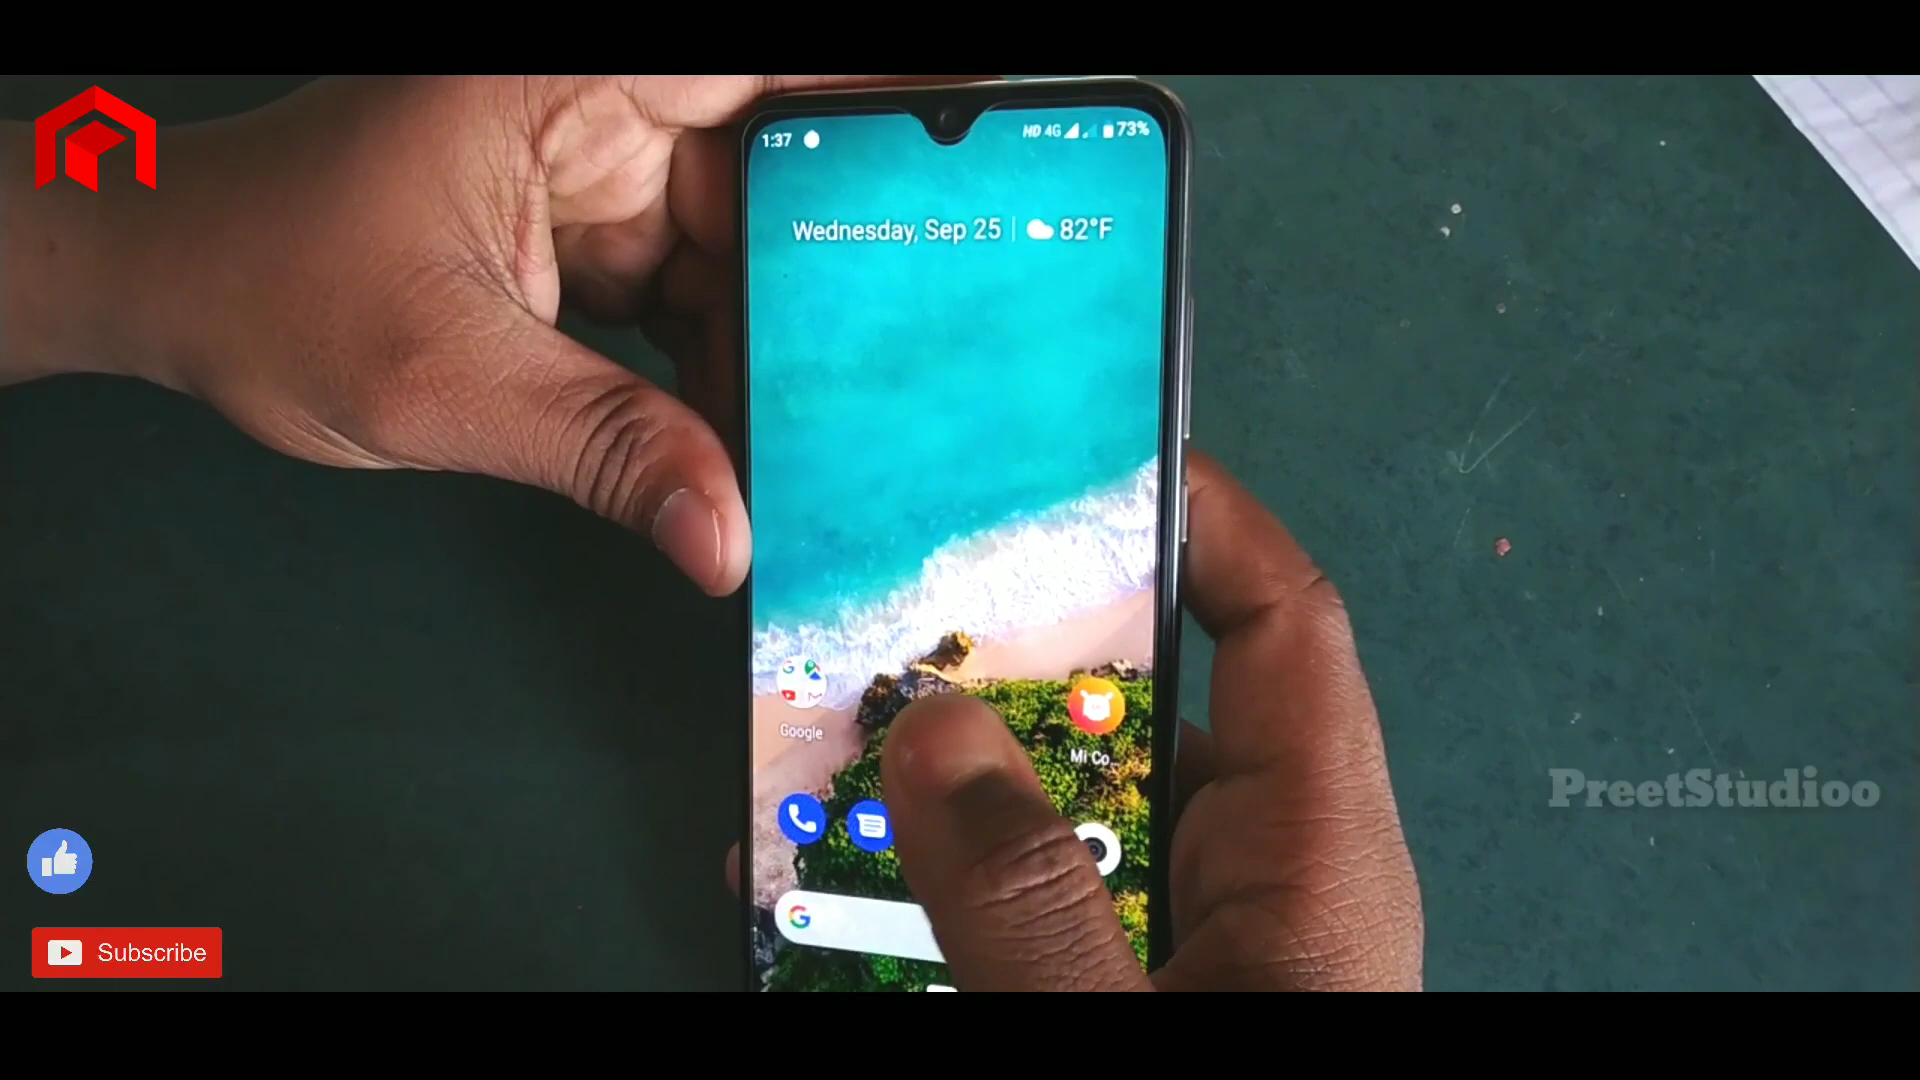 1:37
HD 4G 73%
Wednesday, Sep 25 | 82°F
Google
Mi Co...
G
PreetStudioo
Subscribe